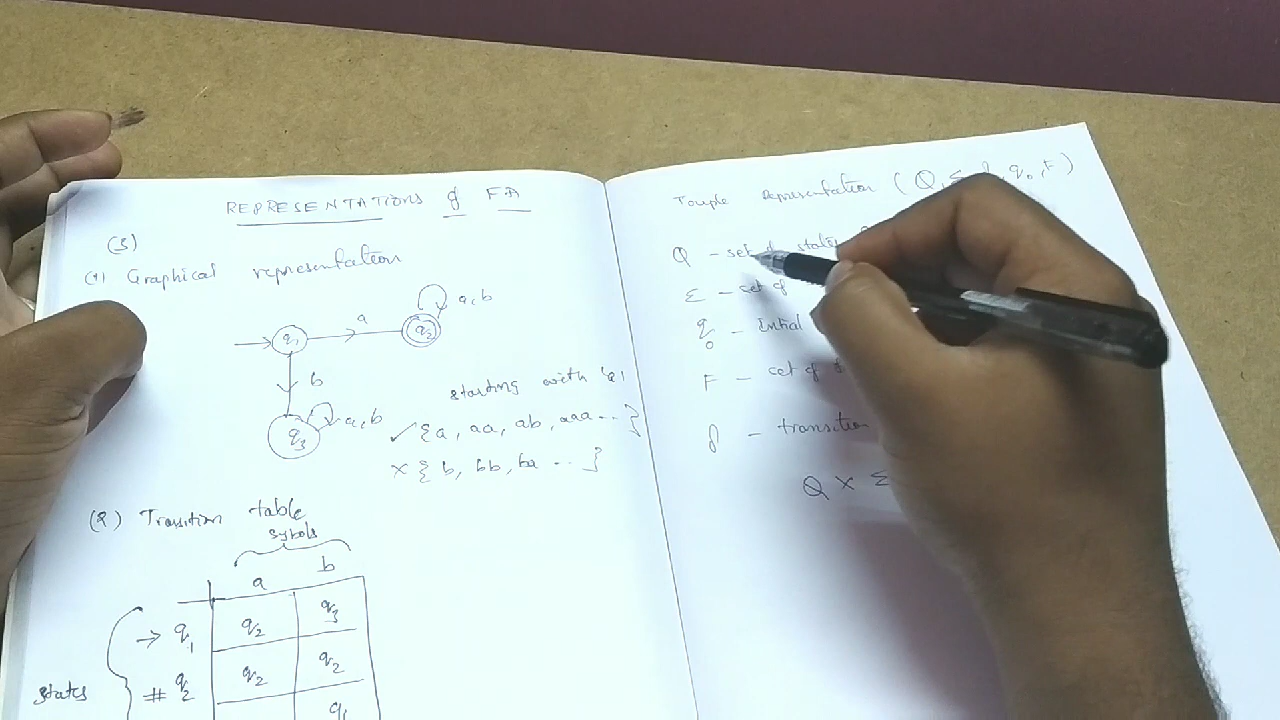 REPRESENTATIONS of FA
(3)
(1) Graphical representation
a, b
a
q1
q2
b
q3
a, b
starting with 'a'
✓ {a, aa, ab, aaa ... }
× { b, bb, ba ... }
(2) Transition table
sybols
a b
→ q1 q2 q3
states # q2 q2 q2
q1
Touple Representation ( Q, Σ, δ, q0, F )
Q - set of states
Σ - set of
q0 - Initial
F - set of
δ - transition
Q × Σ